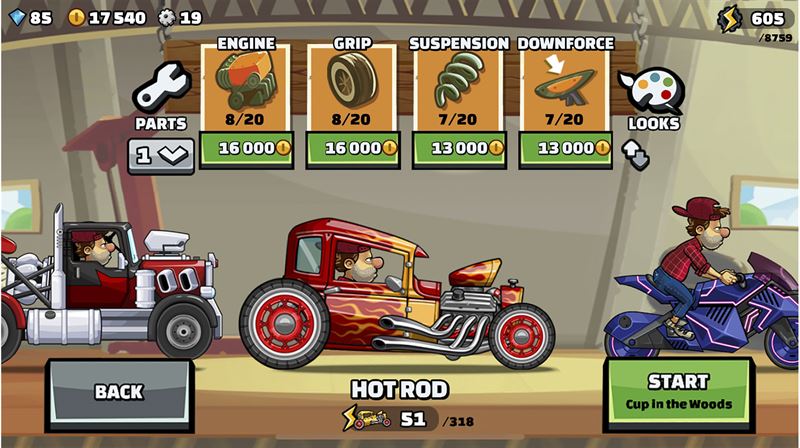 85 17 540 19
605
/8759
ENGINE GRIP SUSPENSION DOWNFORCE
8/20 8/20 7/20 7/20
PARTS LOOKS
1 16 000 16 000 13 000 13 000
BACK
HOT ROD
51 /318
START
Cup in the Woods